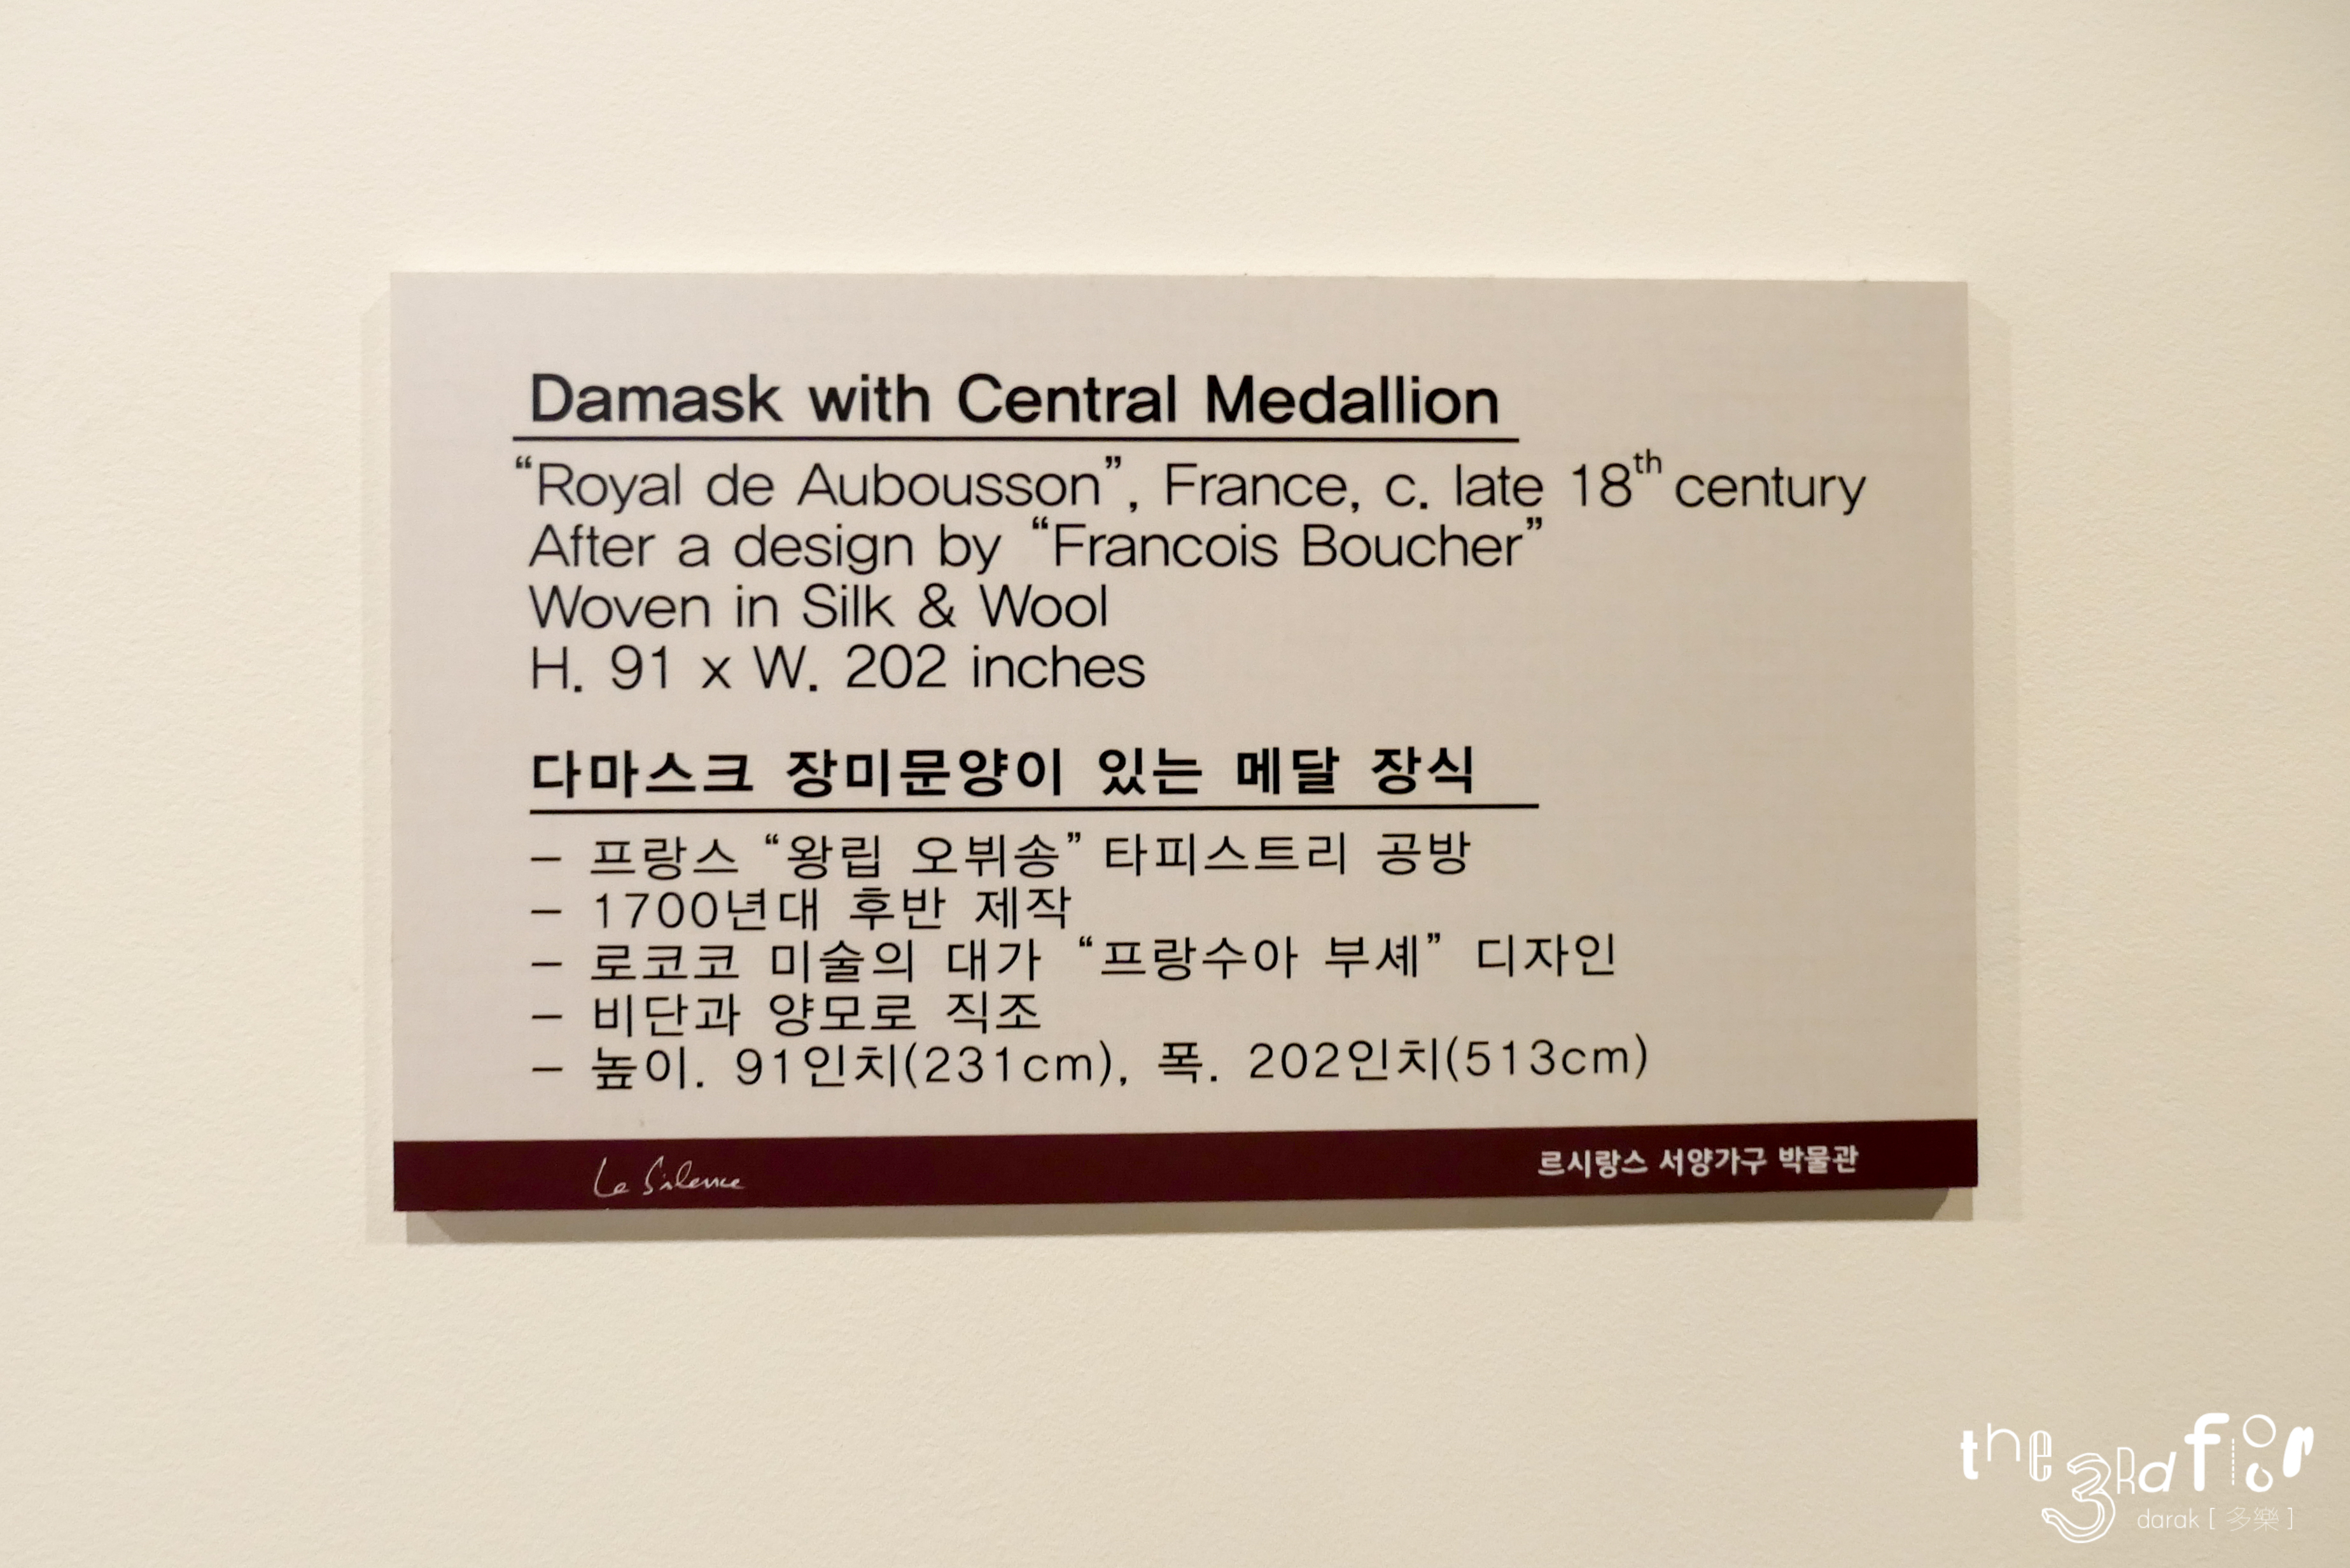 Damask with Central Medallion
“Royal de Aubousson”, France, c. late 18th century
After a design by “Francois Boucher”
Woven in Silk & Wool
H. 91 x W. 202 inches
다마스크 장미문양이 있는 메달 장식
– 프랑스 “왕립 오뷔송” 타피스트리 공방
– 1700년대 후반 제작
– 로코코 미술의 대가 “프랑수아 부셰” 디자인
– 비단과 양모로 직조
– 높이. 91인치(231cm), 폭. 202인치(513cm)
Le Silence
르시랑스 서양가구 박물관
the 3Rd floor
darak [ 多樂 ]